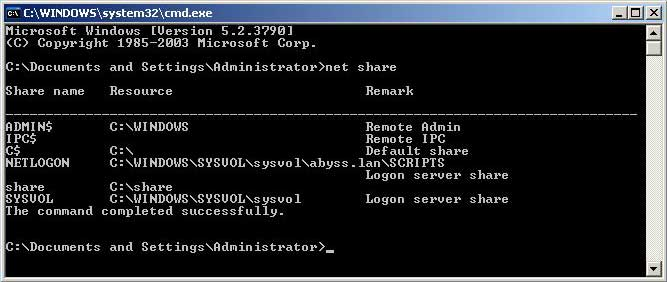 C:\WINDOWS\system32\cmd.exe
Microsoft Windows [Version 5.2.3790]
(C) Copyright 1985-2003 Microsoft Corp.
C:\Documents and Settings\Administrator>net share
Share name   Resource                        Remark
-------------------------------------------------------------------------------
ADMIN$       C:\WINDOWS                      Remote Admin
IPC$                                         Remote IPC
C$           C:\                             Default share
NETLOGON     C:\WINDOWS\SYSVOL\sysvol\abyss.lan\SCRIPTS
                                             Logon server share
share        C:\share
SYSVOL       C:\WINDOWS\SYSVOL\sysvol        Logon server share
The command completed successfully.
C:\Documents and Settings\Administrator>_